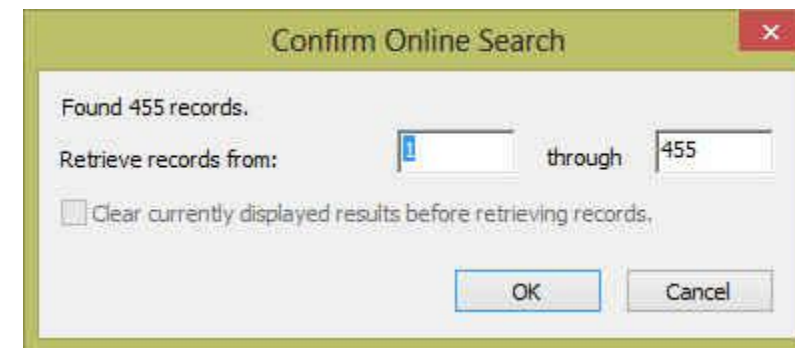 Confirm Online Search
Found 455 records.
Retrieve records from: 1 through 455
Clear currently displayed results before retrieving records.
OK Cancel